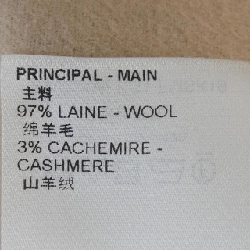 PRINCIPAL - MAIN
主料
97% LAINE - WOOL
绵羊毛
3% CACHEMIRE -
CASHMERE
山羊绒